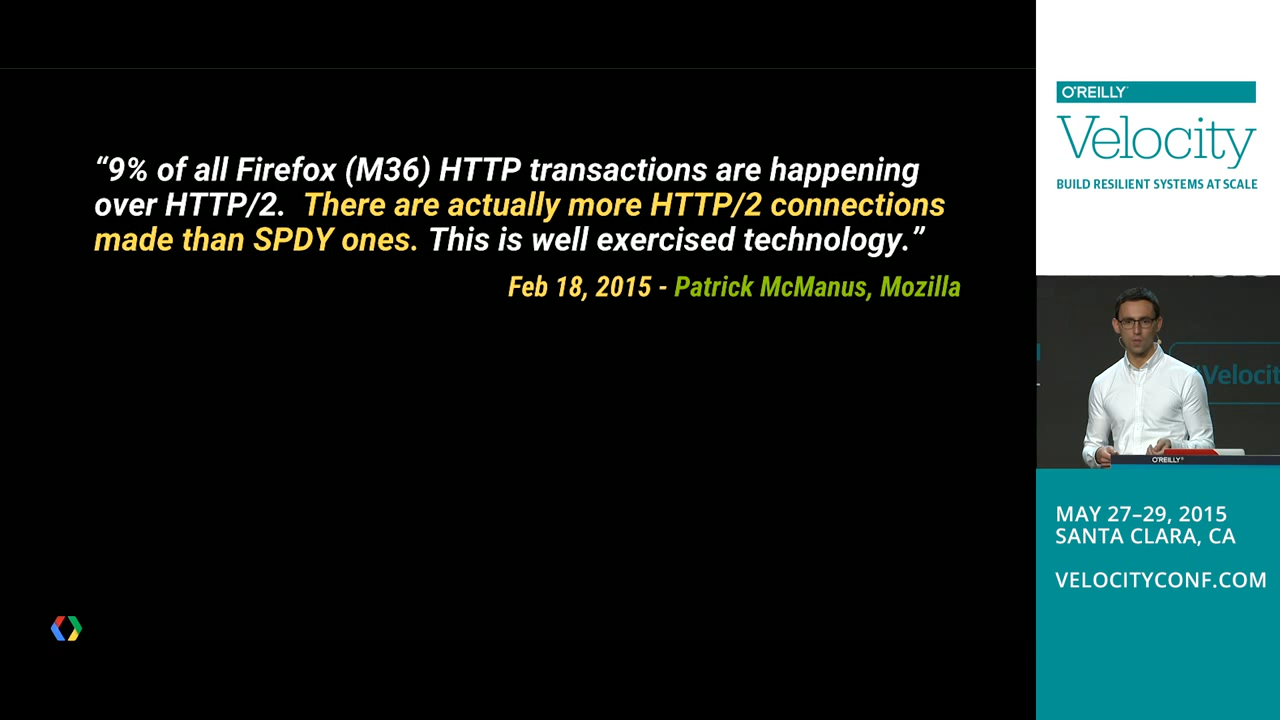 “9% of all Firefox (M36) HTTP transactions are happening
over HTTP/2.  There are actually more HTTP/2 connections
made than SPDY ones. This is well exercised technology.”
Feb 18, 2015 - Patrick McManus, Mozilla
O'REILLY
Velocity
BUILD RESILIENT SYSTEMS AT SCALE
Velocit
O'REILLY
MAY 27–29, 2015
SANTA CLARA, CA
VELOCITYCONF.COM